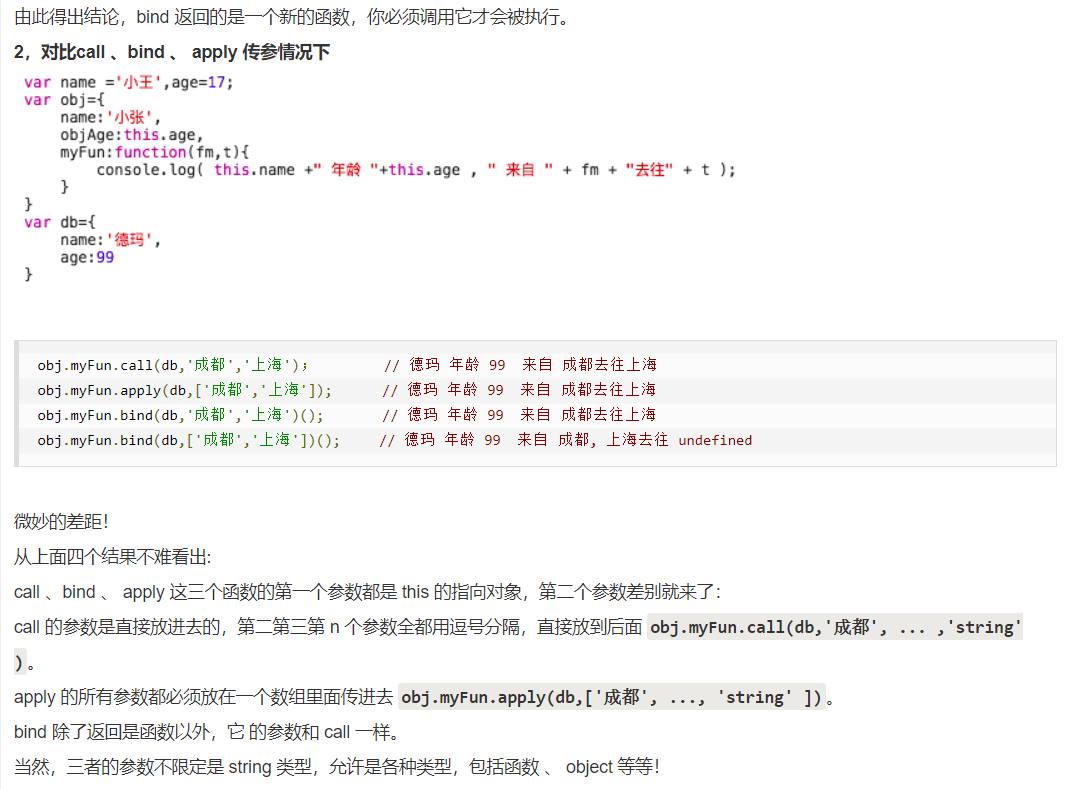 由此得出结论，bind 返回的是一个新的函数，你必须调用它才会被执行。
2，对比call 、bind 、 apply 传参情况下
var name ='小王',age=17;
var obj={
    name:'小张',
    objAge:this.age,
    myFun:function(fm,t){
        console.log( this.name +" 年龄 "+this.age , " 来自 " + fm + "去往" + t );
    }
}
var db={
    name:'德玛',
    age:99
}
obj.myFun.call(db,'成都','上海');　　　　 // 德玛 年龄 99  来自 成都去往上海
obj.myFun.apply(db,['成都','上海']);      // 德玛 年龄 99  来自 成都去往上海
obj.myFun.bind(db,'成都','上海')();       // 德玛 年龄 99  来自 成都去往上海
obj.myFun.bind(db,['成都','上海'])();　　 // 德玛 年龄 99  来自 成都, 上海去往 undefined
微妙的差距！
从上面四个结果不难看出:
call 、bind 、 apply 这三个函数的第一个参数都是 this 的指向对象，第二个参数差别就来了：
call 的参数是直接放进去的，第二第三第 n 个参数全都用逗号分隔，直接放到后面 obj.myFun.call(db,'成都', ... ,'string'
)。
apply 的所有参数都必须放在一个数组里面传进去 obj.myFun.apply(db,['成都', ..., 'string' ])。
bind 除了返回是函数以外，它 的参数和 call 一样。
当然，三者的参数不限定是 string 类型，允许是各种类型，包括函数 、 object 等等！